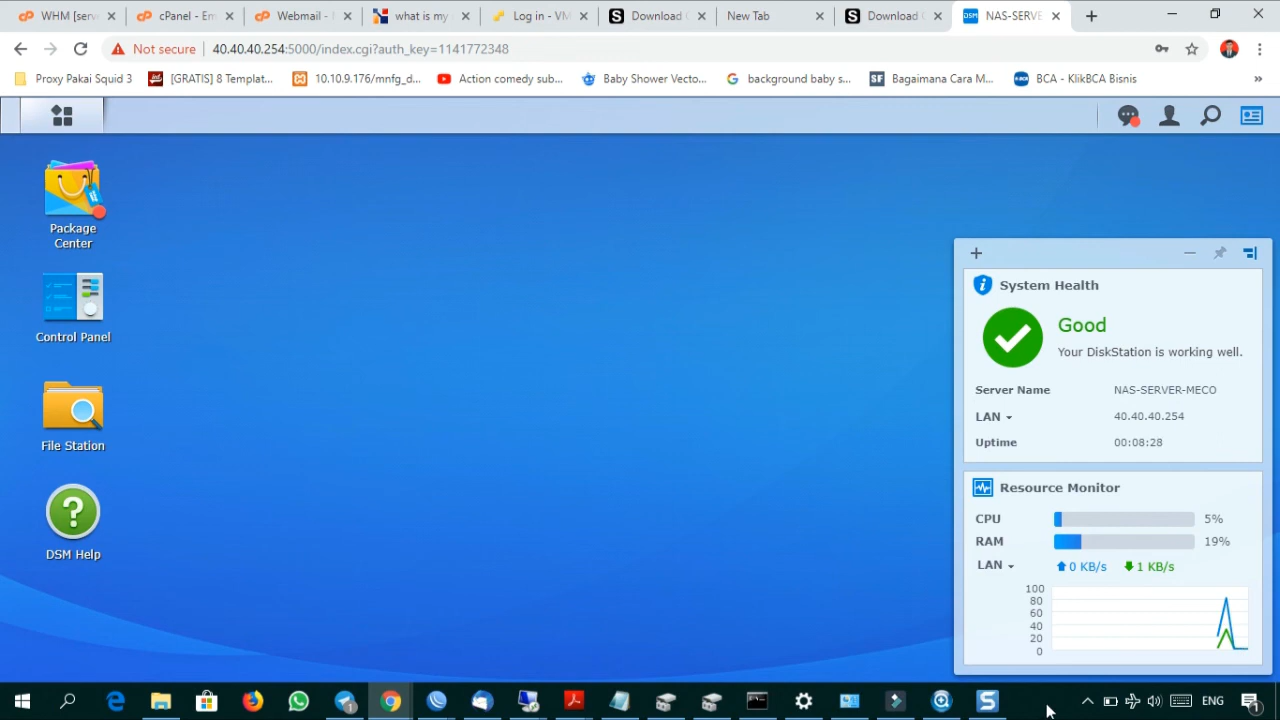 WHM [serv
cPanel - Em
Webmail - I
what is my
Log in - VM
Download C
New Tab
Download C
NAS-SERVE
Not secure
40.40.40.254:5000/index.cgi?auth_key=1141772348
Proxy Pakai Squid 3
[GRATIS] 8 Templat...
10.10.9.176/mnfg_d...
Action comedy sub...
Baby Shower Vecto...
background baby s...
Bagaimana Cara M...
BCA - KlikBCA Bisnis
Package
Center
Control Panel
File Station
DSM Help
System Health
Good
Your DiskStation is working well.
Server Name NAS-SERVER-MECO
LAN 40.40.40.254
Uptime 00:08:28
Resource Monitor
CPU 5%
RAM 19%
LAN 0 KB/s 1 KB/s
100
80
60
40
20
0
ENG